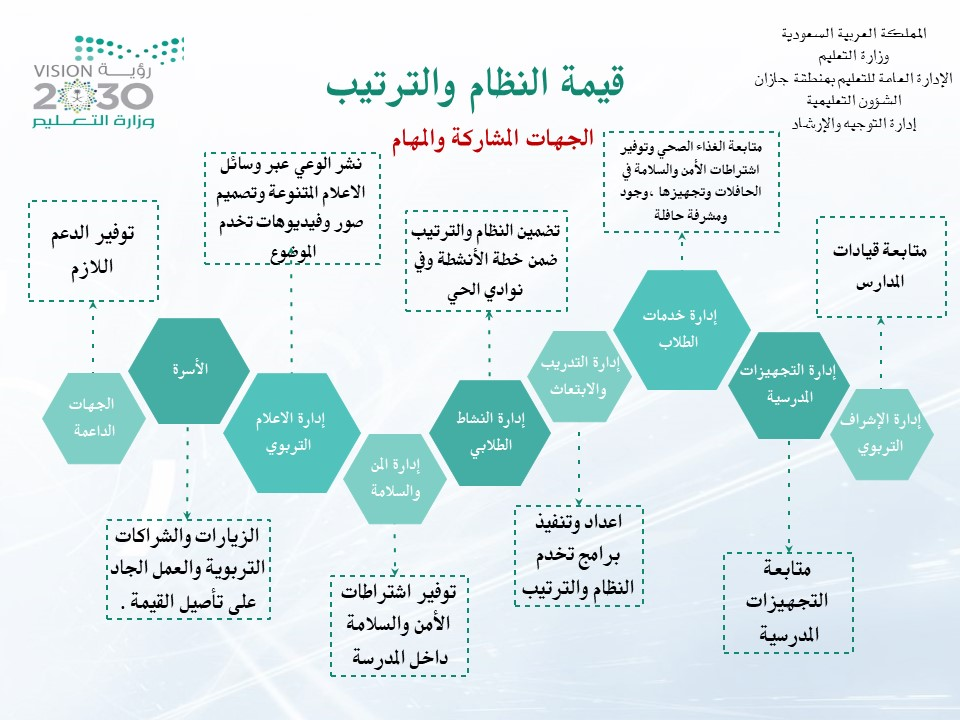 المملكة العربية السعودية
وزارة التعليم
الإدارة العامة للتعليم بمنطقة جازان
الشؤون التعليمية
إدارة التوجيه والإرشاد
VISION رؤيــة
2030
وزارة التعـــليم
قيمة النظام والترتيب
الجهات المشاركة والمهام
متابعة قيادات
المدارس
إدارة الإشراف
التربوي
إدارة التجهيزات
المدرسية
متابعة
التجهيزات
المدرسية
متابعة الغذاء الصحي وتوفير
اشتراطات الأمن والسلامة في
الحافلات وتجهيزها ،وجود
ومشرفة حافلة
إدارة خدمات
الطلاب
إدارة التدريب
والابتعاث
اعداد وتنفيذ
برامج تخدم
النظام والترتيب
تضمين النظام والترتيب
ضمن خطة الأنشطة وفي
نوادي الحي
إدارة النشاط
الطلابي
إدارة المن
والسلامة
توفير اشتراطات
الأمن والسلامة
داخل المدرسة
نشر الوعي عبر وسائل
الاعلام المتنوعة وتصميم
صور وفيديوهات تخدم
الموضوع
إدارة الاعلام
التربوي
الأسرة
الزيارات والشراكات
التربوية والعمل الجاد
على تأصيل القيمة .
توفير الدعم
اللازم
الجهات
الداعمة